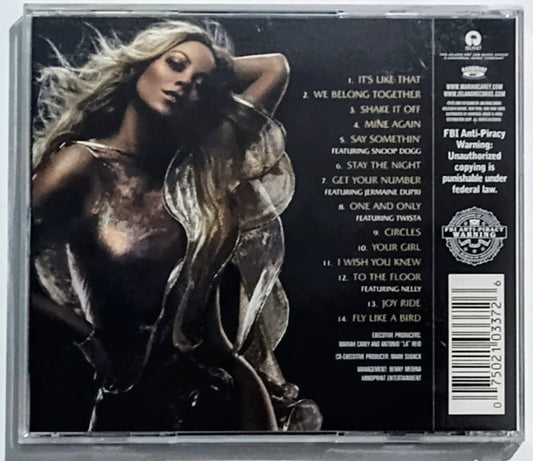 1. IT'S LIKE THAT
2. WE BELONG TOGETHER
3. SHAKE IT OFF
4. MINE AGAIN
5. SAY SOMETHIN'
FEATURING SNOOP DOGG
6. STAY THE NIGHT
7. GET YOUR NUMBER
FEATURING JERMAINE DUPRI
8. ONE AND ONLY
FEATURING TWISTA
9. CIRCLES
10. YOUR GIRL
11. I WISH YOU KNEW
12. TO THE FLOOR
FEATURING NELLY
13. JOY RIDE
14. FLY LIKE A BIRD
EXECUTIVE PRODUCERS,
MARIAH CAREY AND ANTONIO "LA" REID
CO-EXECUTIVE PRODUCER: MARK SUDACK
MANAGEMENT: BENNY MEDINA
HANDPRINT ENTERTAINMENT
ISLAND
WWW.MARIAHCAREY.COM
WWW.ISLANDRECORDS.COM
FBI Anti-Piracy
Warning:
Unauthorized
copying is
punishable under
federal law.
FBI ANTI-PIRACY
WARNING
0 75021 03372 6